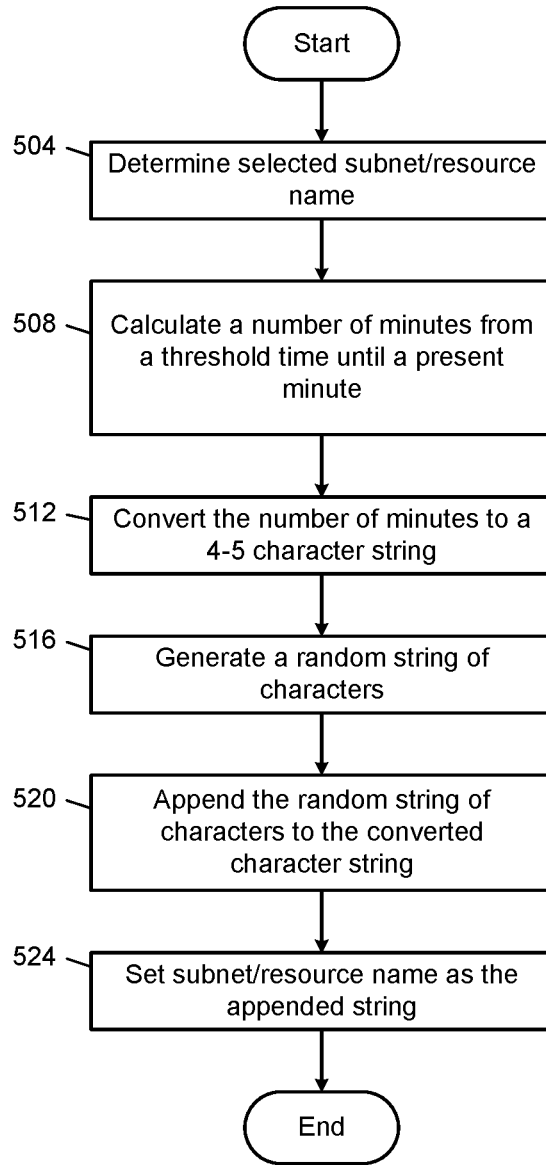 Start
504
Determine selected subnet/resource
name
508
Calculate a number of minutes from
a threshold time until a present
minute
512
Convert the number of minutes to a
4-5 character string
516
Generate a random string of
characters
520
Append the random string of
characters to the converted
character string
524
Set subnet/resource name as the
appended string
End